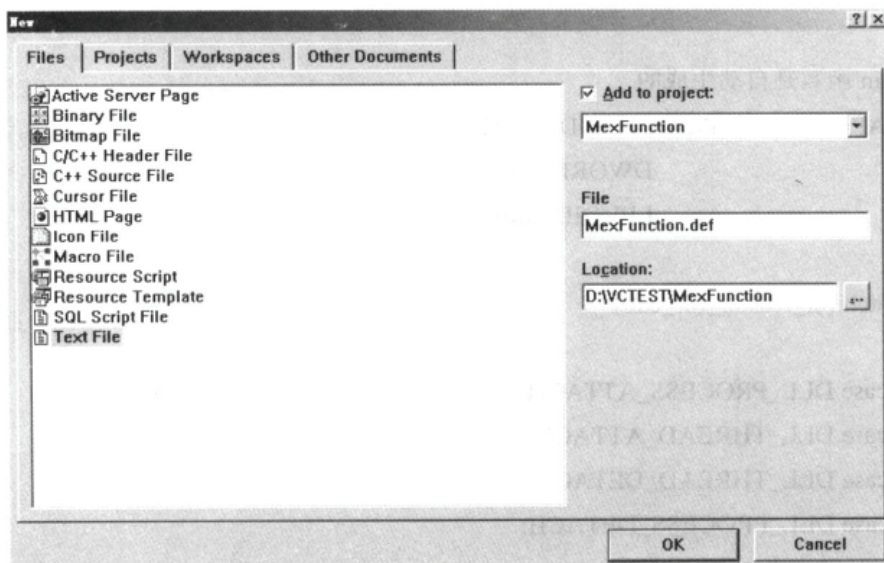 New
Files Projects Workspaces Other Documents
Active Server Page
Binary File
Bitmap File
C/C++ Header File
C++ Source File
Cursor File
HTML Page
Icon File
Macro File
Resource Script
Resource Template
SQL Script File
Text File
Add to project:
MexFunction
File
MexFunction.def
Location:
D:\VCTEST\MexFunction
...
OK Cancel